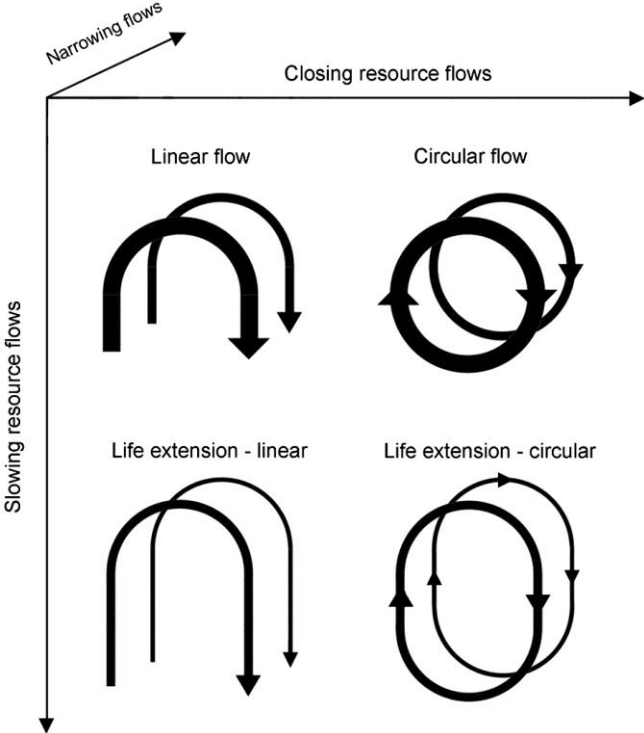 Narrowing flows
Closing resource flows
Linear flow
Circular flow
Slowing resource flows
Life extension - linear
Life extension - circular